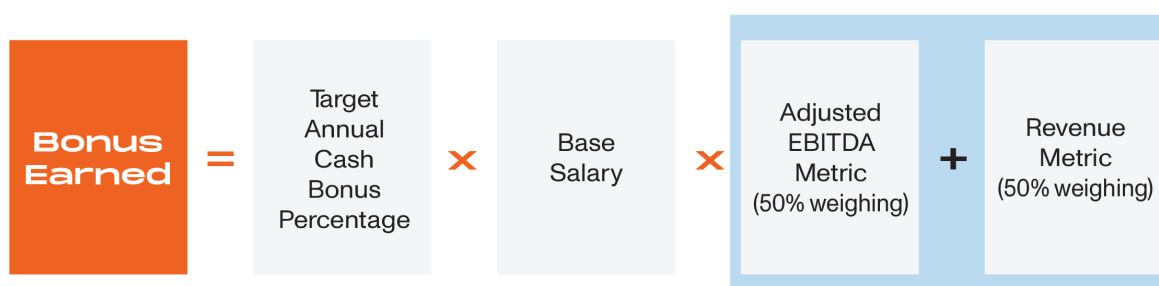 Bonus
Earned
=
Target
Annual
Cash
Bonus
Percentage
x
Base
Salary
x
Adjusted
EBITDA
Metric
(50% weighing)
+
Revenue
Metric
(50% weighing)